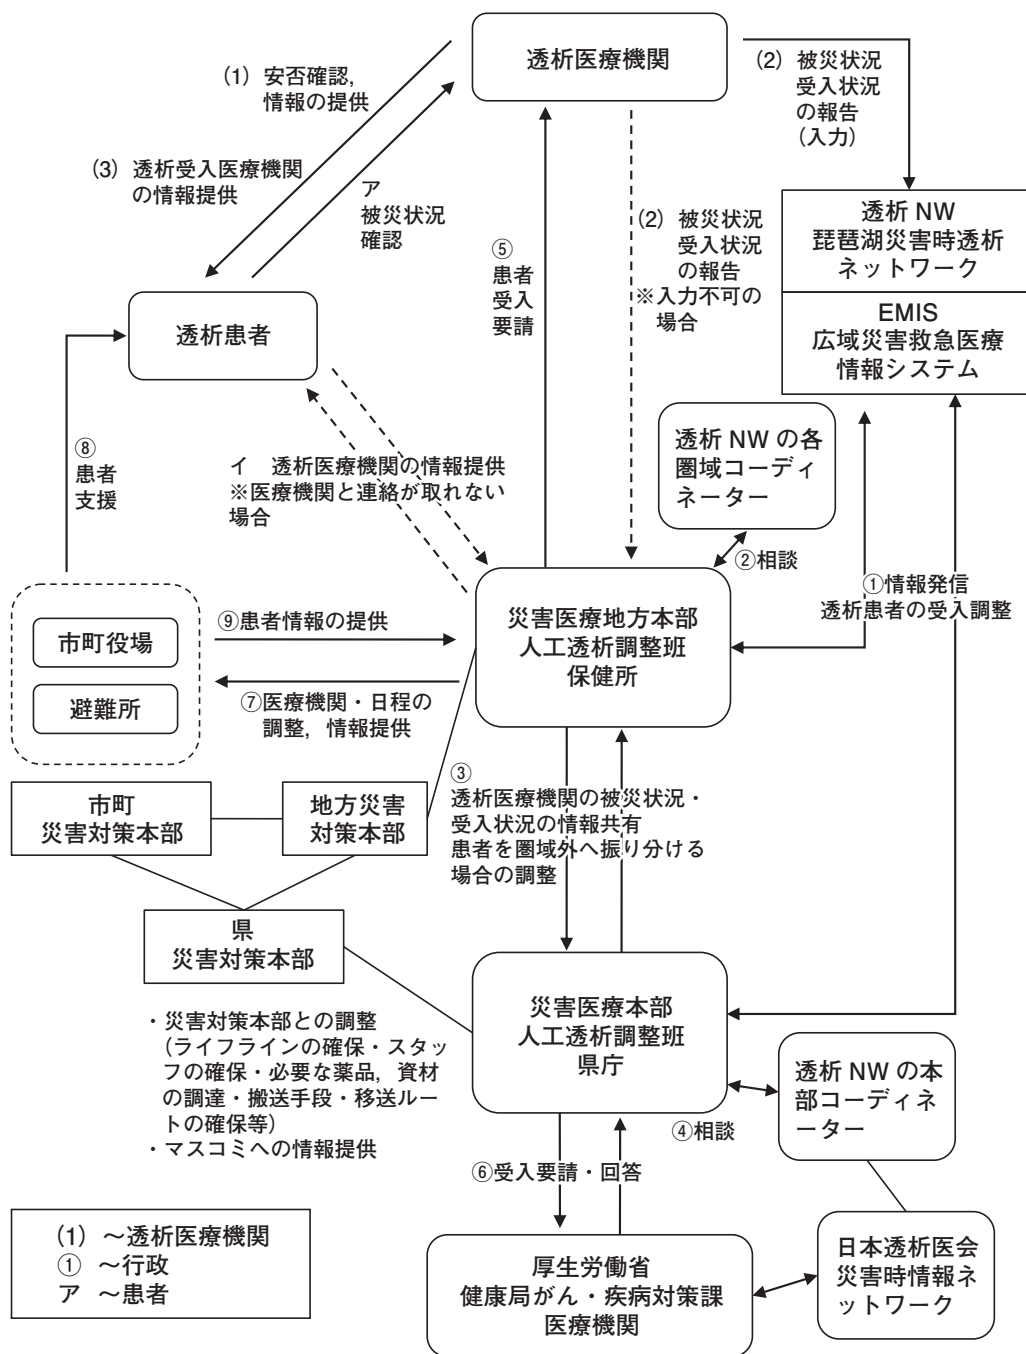 透析医療機関
(1) 安否確認,
情報の提供
(2) 被災状況
受入状況
の報告
(入力)
(3) 透析受入医療機関
の情報提供
ア
被災状況
確認
⑤
患者
受入
要請
(2) 被災状況
受入状況
の報告
※入力不可の
場合
透析 NW
琵琶湖災害時透析
ネットワーク
EMIS
広域災害救急医療
情報システム
透析患者
⑧
患者
支援
イ 透析医療機関の情報提供
※医療機関と連絡が取れない
場合
透析 NW の各
圏域コーディ
ネーター
②相談
①情報発信
透析患者の受入調整
市町役場
避難所
⑨患者情報の提供
⑦医療機関・日程の
調整, 情報提供
災害医療地方本部
人工透析調整班
保健所
市町
災害対策本部
地方災害
対策本部
③
透析医療機関の被災状況・
受入状況の情報共有
患者を圏域外へ振り分ける
場合の調整
県
災害対策本部
・災害対策本部との調整
(ライフラインの確保・スタッ
フの確保・必要な薬品, 資材
の調達・搬送手段・移送ルー
トの確保等)
・マスコミへの情報提供
災害医療本部
人工透析調整班
県庁
透析 NW の本
部コーディネ
ーター
④相談
⑥受入要請・回答
(1) ～透析医療機関
① ～行政
ア ～患者
厚生労働省
健康局がん・疾病対策課
医療機関
日本透析医会
災害時情報ネ
ットワーク